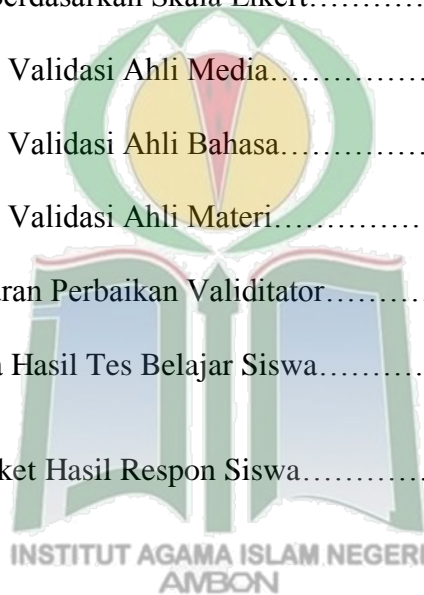 Berdasarkan Skala Likert……………
Validasi Ahli Media……………
Validasi Ahli Bahasa……………
Validasi Ahli Materi……………
ran Perbaikan Validitator……………
Hasil Tes Belajar Siswa……………
ket Hasil Respon Siswa……………
INSTITUT AGAMA ISLAM NEGERI
AMBON